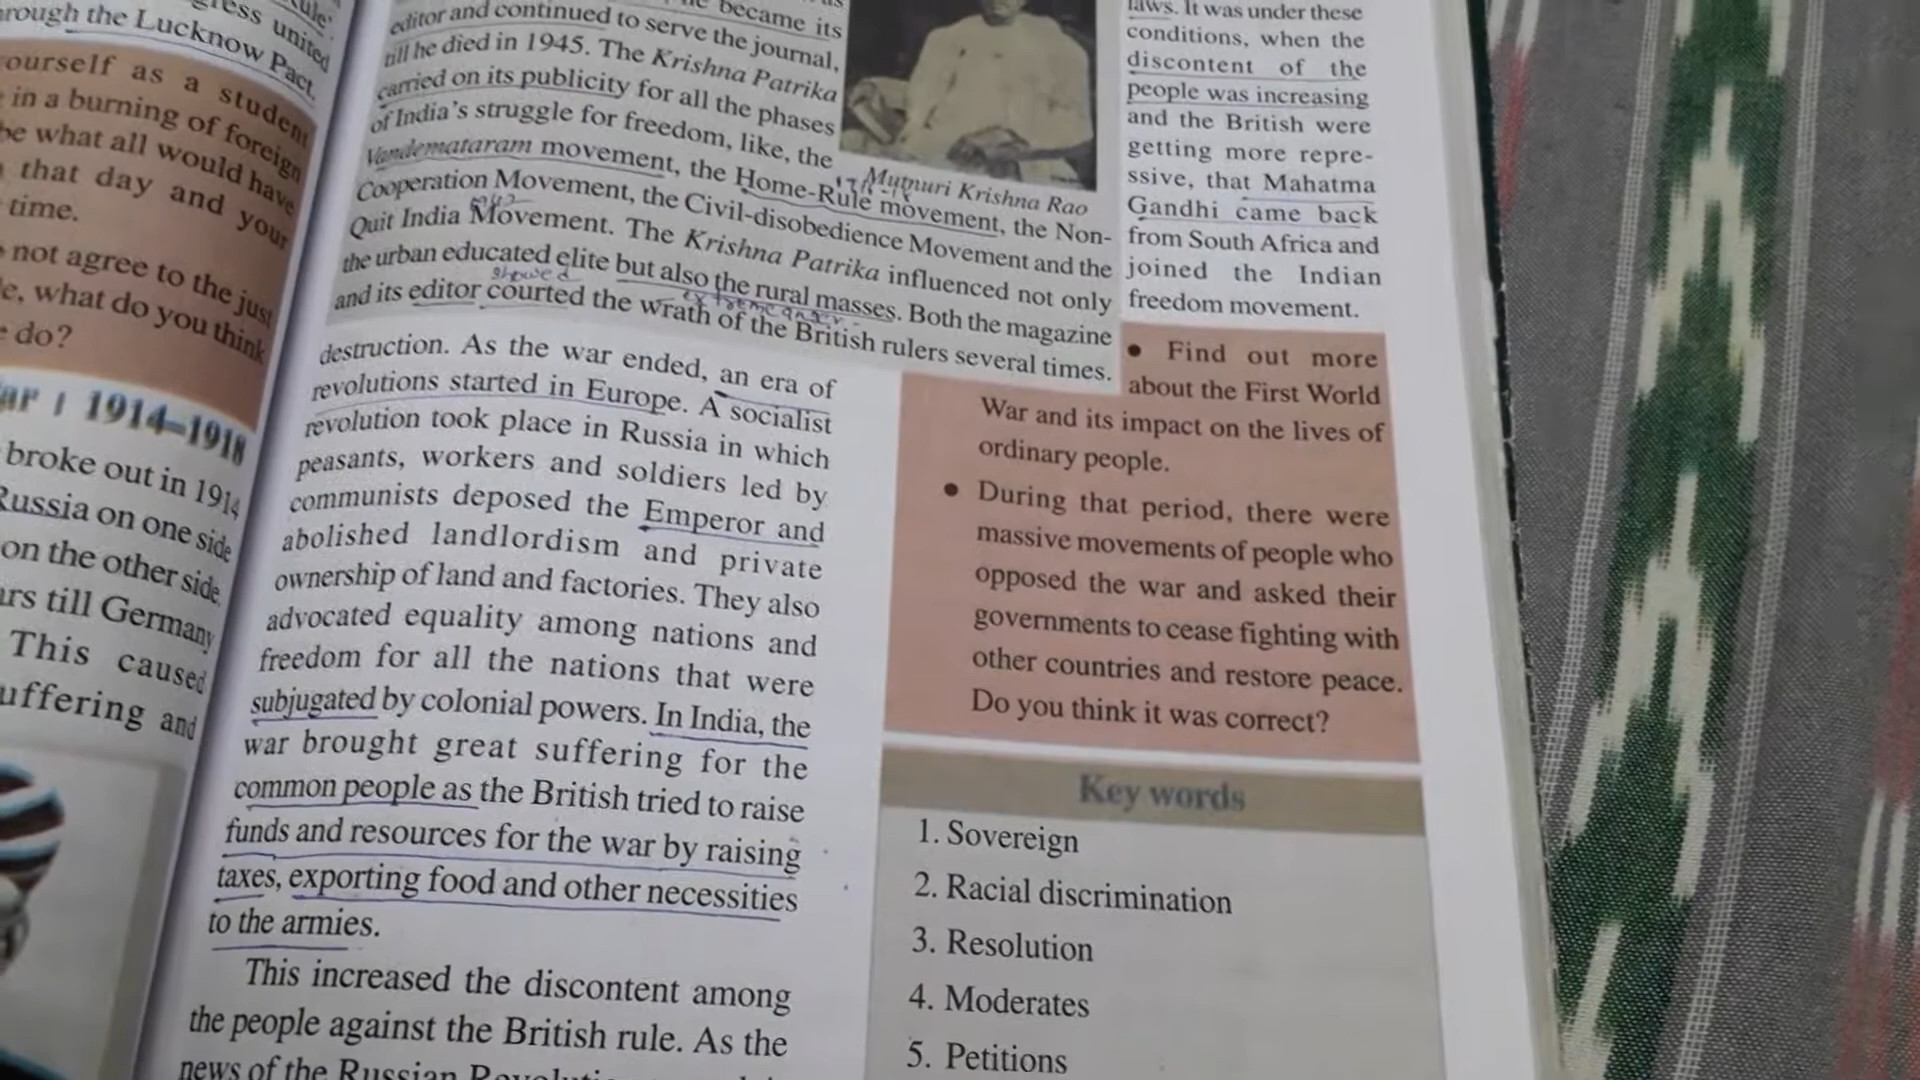 ress united
through the Lucknow Pact.
ourself as a student
in a burning of foreign
be what all would have
that day and your
time.
not agree to the just
e, what do you think
do?
ar : 1914–1918
broke out in 1914
Russia on one side
on the other side.
ars till Germany
This caused
uffering and
became its
editor and continued to serve the journal,
till he died in 1945. The Krishna Patrika
carried on its publicity for all the phases
of India's struggle for freedom, like, the
Vandemataram movement, the Home-Rule movement, the Non-
Cooperation Movement, the Civil-disobedience Movement and the
Quit India Movement. The Krishna Patrika influenced not only
the urban educated elite but also the rural masses. Both the magazine
showed
extreme anger
and its editor courted the wrath of the British rulers several times.
Mutnuri Krishna Rao
destruction. As the war ended, an era of
revolutions started in Europe. A socialist
revolution took place in Russia in which
peasants, workers and soldiers led by
communists deposed the Emperor and
abolished landlordism and private
ownership of land and factories. They also
advocated equality among nations and
freedom for all the nations that were
subjugated by colonial powers. In India, the
war brought great suffering for the
common people as the British tried to raise
funds and resources for the war by raising
taxes, exporting food and other necessities
to the armies.
This increased the discontent among
the people against the British rule. As the
news of the Russian
laws. It was under these
conditions, when the
discontent of the
people was increasing
and the British were
getting more repre-
ssive, that Mahatma
Gandhi came back
from South Africa and
joined the Indian
freedom movement.
• Find out more
about the First World
War and its impact on the lives of
ordinary people.
• During that period, there were
massive movements of people who
opposed the war and asked their
governments to cease fighting with
other countries and restore peace.
Do you think it was correct?
Key words
1. Sovereign
2. Racial discrimination
3. Resolution
4. Moderates
5. Petitions